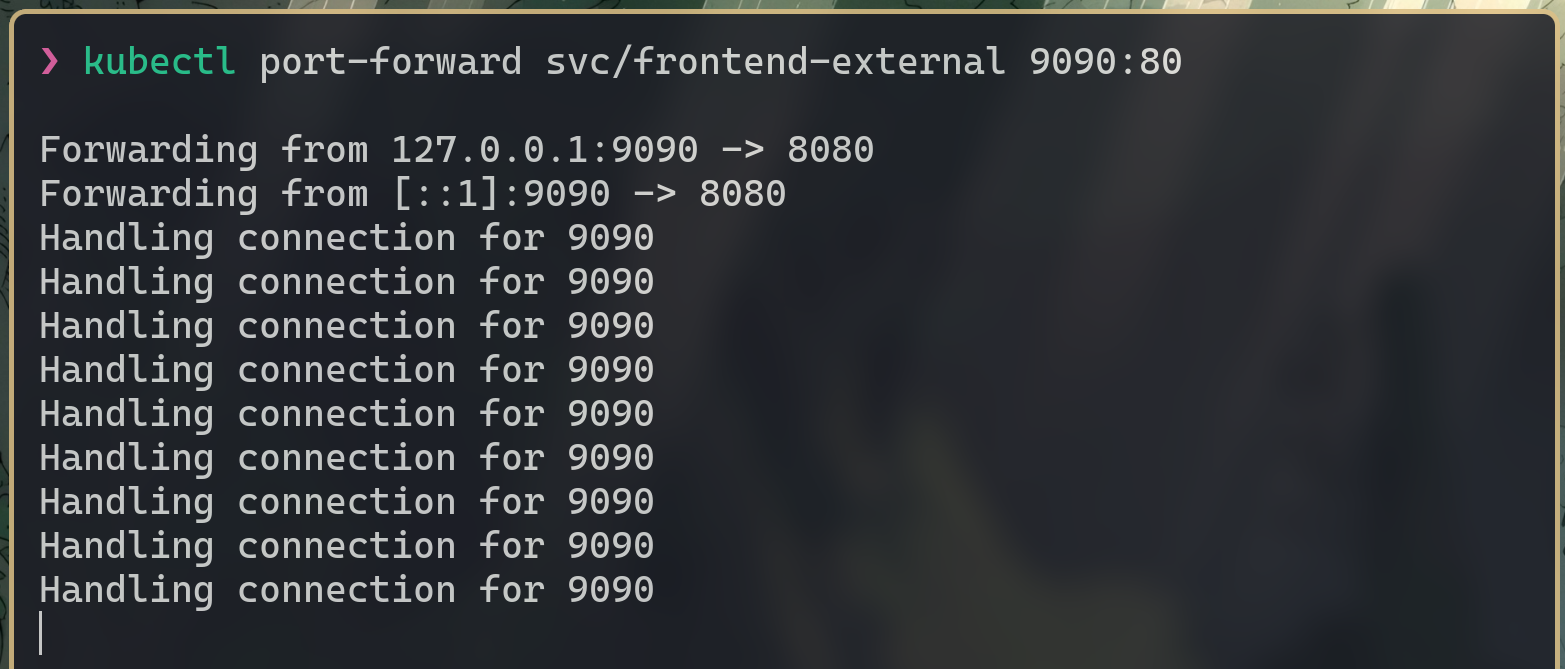 ❯ kubectl port-forward svc/frontend-external 9090:80
Forwarding from 127.0.0.1:9090 -> 8080
Forwarding from [::1]:9090 -> 8080
Handling connection for 9090
Handling connection for 9090
Handling connection for 9090
Handling connection for 9090
Handling connection for 9090
Handling connection for 9090
Handling connection for 9090
Handling connection for 9090
Handling connection for 9090